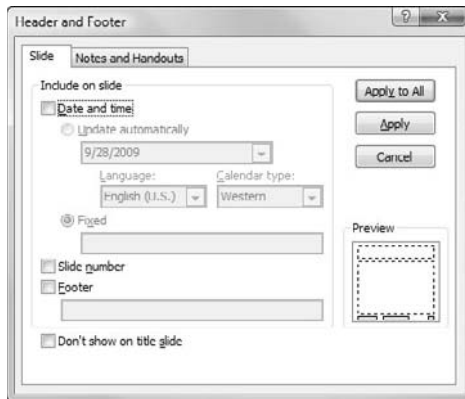 Header and Footer
Slide
Notes and Handouts
Include on slide
Date and time
Update automatically
9/28/2009
Language:
Calendar type:
English (U.S.)
Western
Fixed
Slide number
Footer
Don't show on title slide
Apply to All
Apply
Cancel
Preview